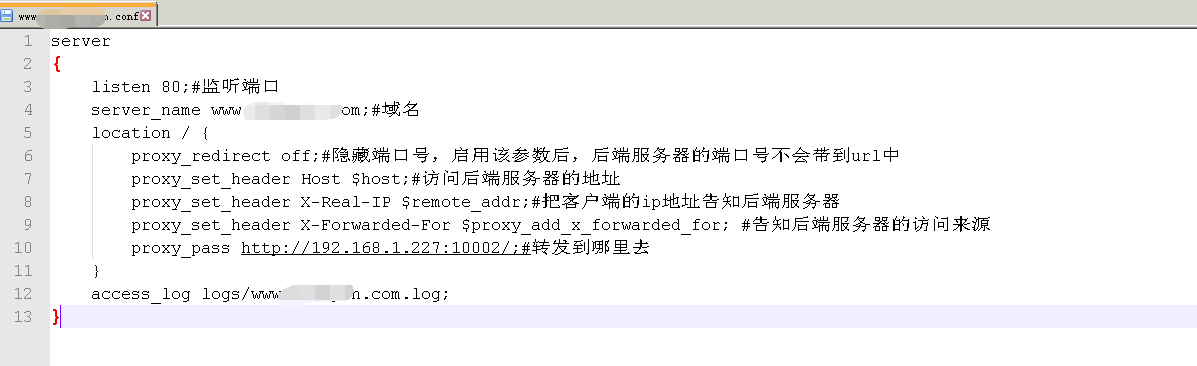 www n.conf
1 server
2 {
3 listen 80;#监听端口
4 server_name www om;#域名
5 location / {
6 proxy_redirect off;#隐藏端口号，启用该参数后，后端服务器的端口号不会带到url中
7 proxy_set_header Host $host;#访问后端服务器的地址
8 proxy_set_header X-Real-IP $remote_addr;#把客户端的ip地址告知后端服务器
9 proxy_set_header X-Forwarded-For $proxy_add_x_forwarded_for; #告知后端服务器的访问来源
10 proxy_pass http://192.168.1.227:10002/;#转发到哪里去
11 }
12 access_log logs/www n.com.log;
13 }